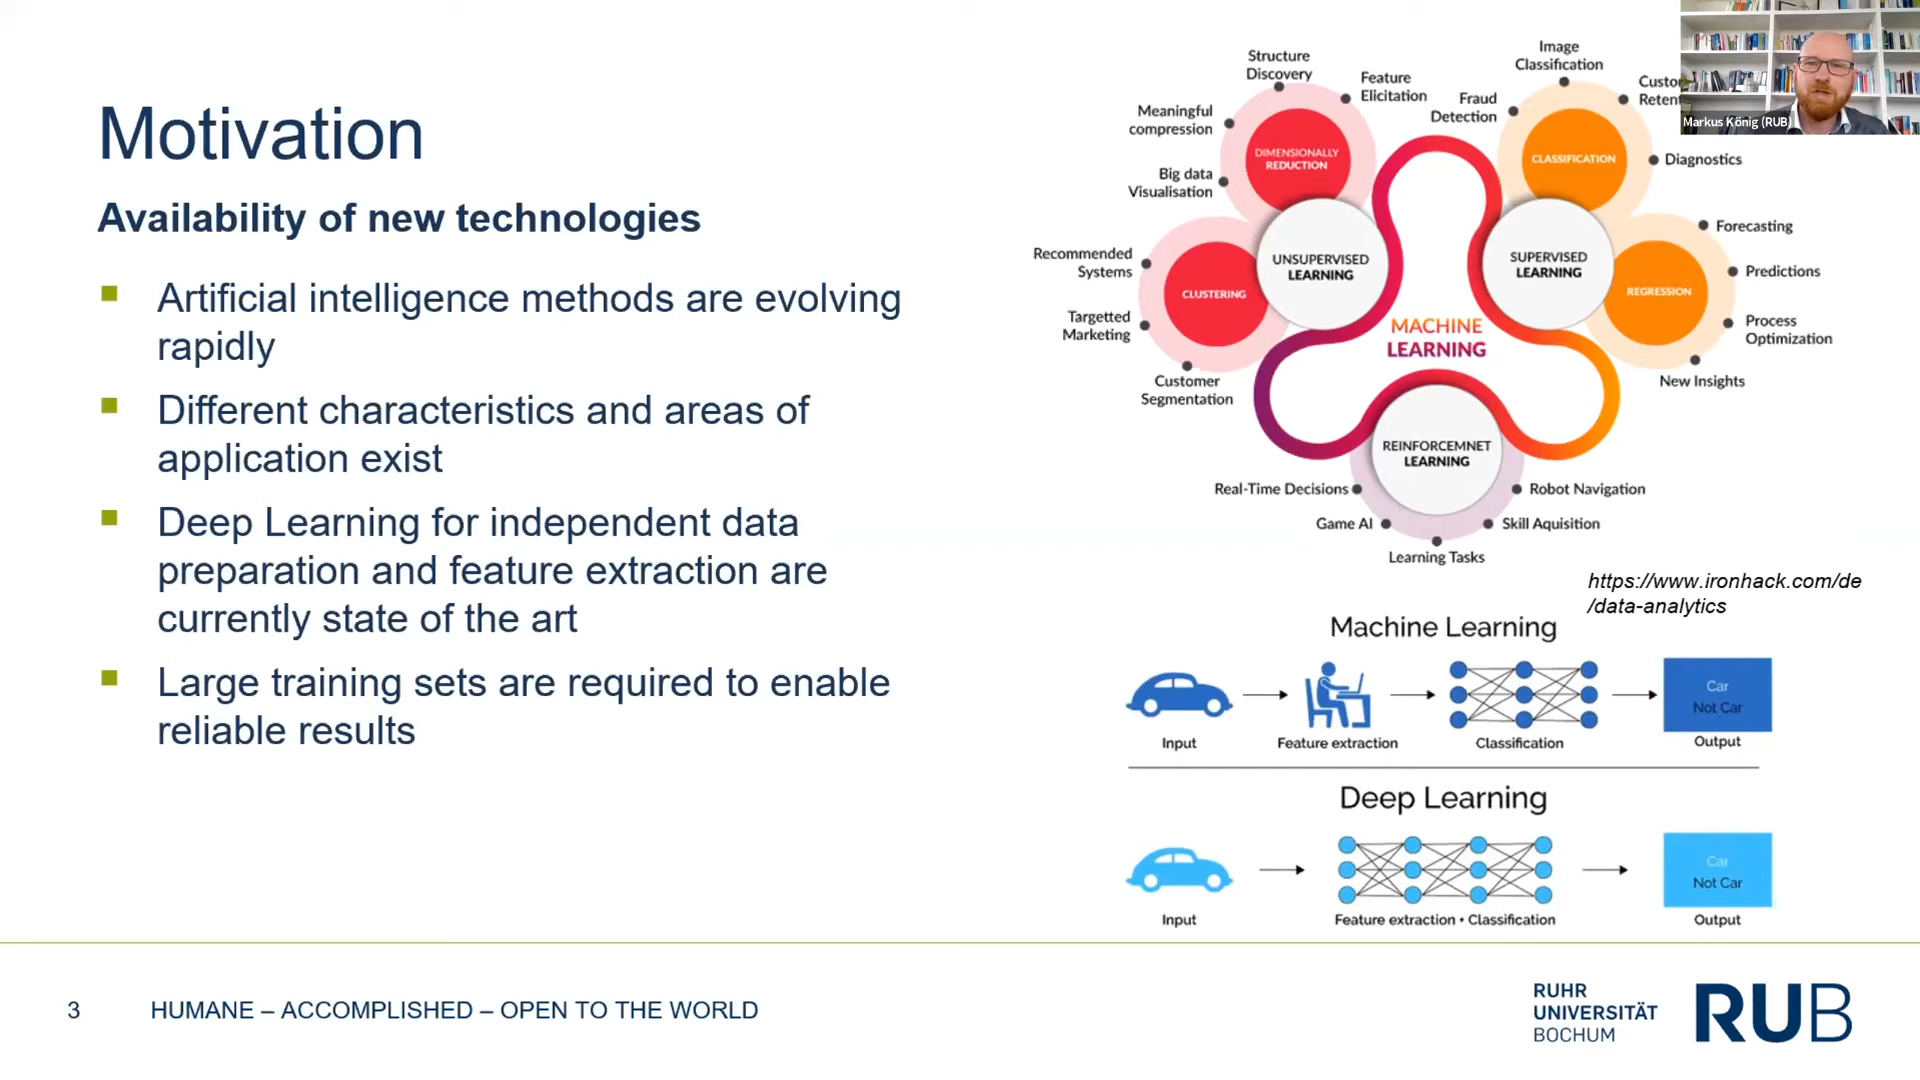 Motivation
Availability of new technologies
Artificial intelligence methods are evolving
rapidly
Different characteristics and areas of
application exist
Deep Learning for independent data
preparation and feature extraction are
currently state of the art
Large training sets are required to enable
reliable results
Structure
Discovery
Feature
Elicitation
Meaningful
compression
DIMENSIONALLY
REDUCTION
Big data
Visualisation
Recommended
Systems
CLUSTERING
Targetted
Marketing
Customer
Segmentation
UNSUPERVISED
LEARNING
Image
Classification
Fraud
Detection
CLASSIFICATION
Diagnostics
SUPERVISED
LEARNING
Forecasting
Predictions
REGRESSION
Process
Optimization
New Insights
MACHINE
LEARNING
REINFORCEMNET
LEARNING
Real-Time Decisions
Robot Navigation
Game AI
Skill Aquisition
Learning Tasks
Markus König (RUB)
https://www.ironhack.com/de
/data-analytics
Machine Learning
Car
Not Car
Input
Feature extraction
Classification
Output
Deep Learning
Car
Not Car
Input
Feature extraction + Classification
Output
3
HUMANE – ACCOMPLISHED – OPEN TO THE WORLD
RUHR
UNIVERSITÄT
BOCHUM
RUB